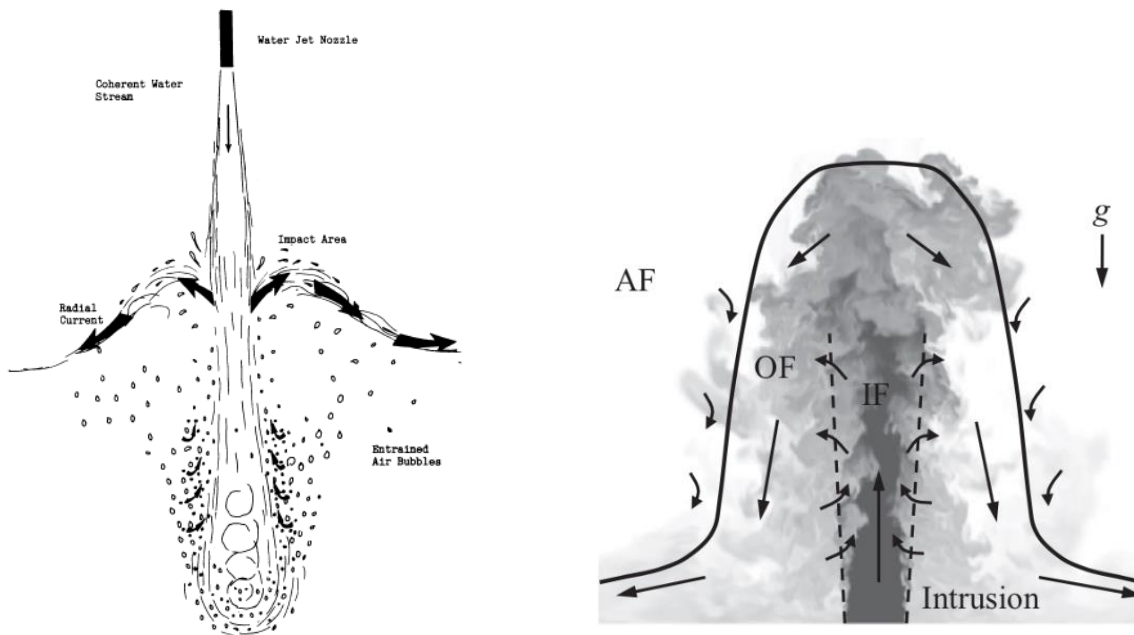 Water Jet Nozzle
Coherent Water
Stream
Impact Area
Radial
Current
Entrained
Air Bubbles
g
AF
OF
IF
Intrusion